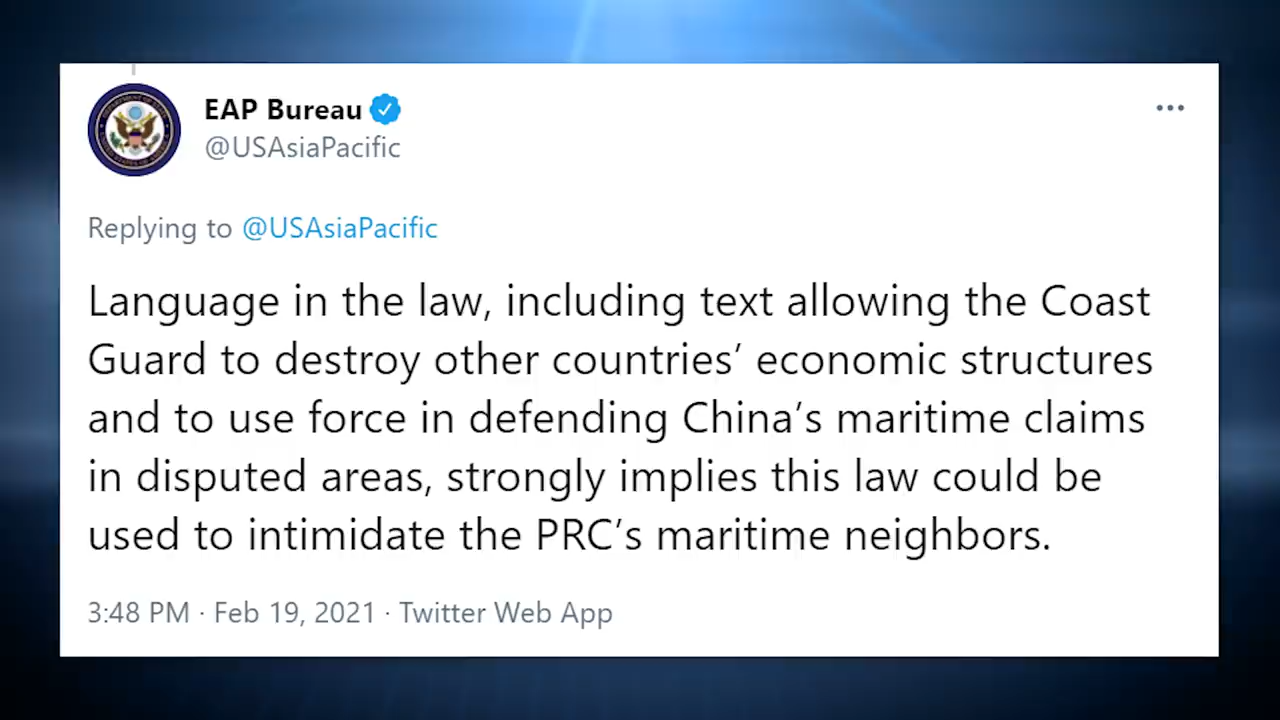 EAP Bureau
@USAsiaPacific
Replying to @USAsiaPacific
Language in the law, including text allowing the Coast
Guard to destroy other countries’ economic structures
and to use force in defending China’s maritime claims
in disputed areas, strongly implies this law could be
used to intimidate the PRC’s maritime neighbors.
3:48 PM · Feb 19, 2021 · Twitter Web App